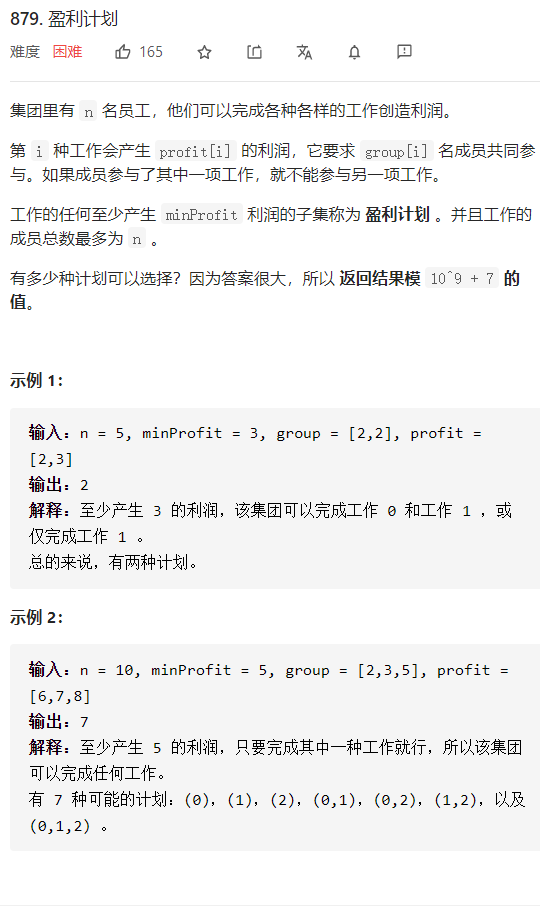 879. 盈利计划
难度 困难 165
集团里有 n 名员工，他们可以完成各种各样的工作创造利润。
第 i 种工作会产生 profit[i] 的利润，它要求 group[i] 名成员共同参
与。如果成员参与了其中一项工作，就不能参与另一项工作。
工作的任何至少产生 minProfit 利润的子集称为 盈利计划 。并且工作的
成员总数最多为 n 。
有多少种计划可以选择？因为答案很大，所以 返回结果模 10^9 + 7 的
值。
示例 1：
输入：n = 5, minProfit = 3, group = [2,2], profit =
[2,3]
输出：2
解释：至少产生 3 的利润，该集团可以完成工作 0 和工作 1 ，或
仅完成工作 1 。
总的来说，有两种计划。
示例 2：
输入：n = 10, minProfit = 5, group = [2,3,5], profit =
[6,7,8]
输出：7
解释：至少产生 5 的利润，只要完成其中一种工作就行，所以该集团
可以完成任何工作。
有 7 种可能的计划：(0)，(1)，(2)，(0,1)，(0,2)，(1,2)，以及
(0,1,2) 。